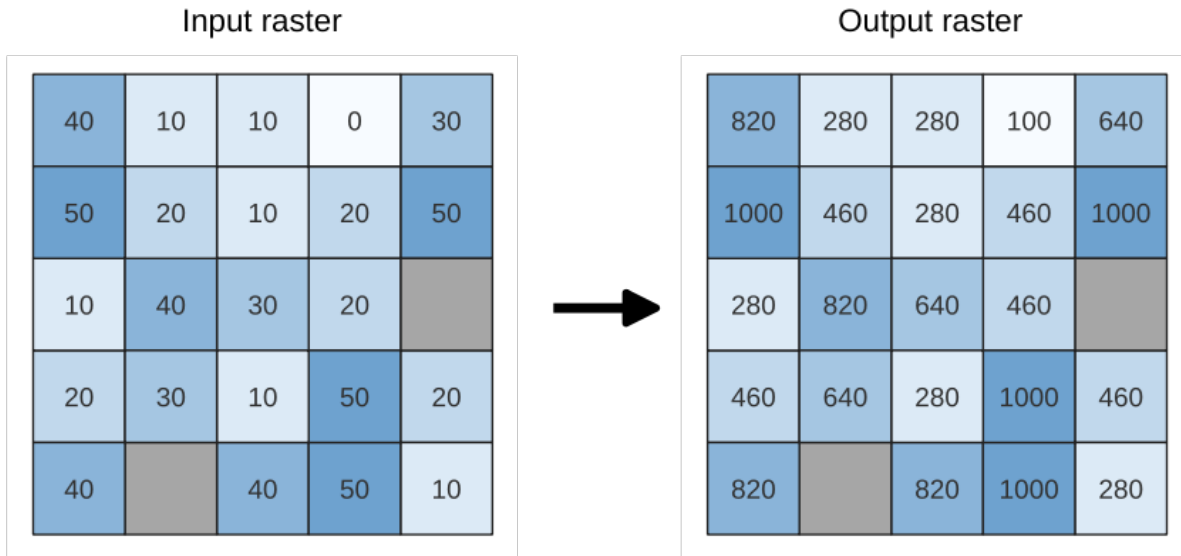 Input raster
Output raster
40 10 10 0 30
820 280 280 100 640
50 20 10 20 50
1000 460 280 460 1000
10 40 30 20
280 820 640 460
20 30 10 50 20
460 640 280 1000 460
40 40 50 10
820 820 1000 280